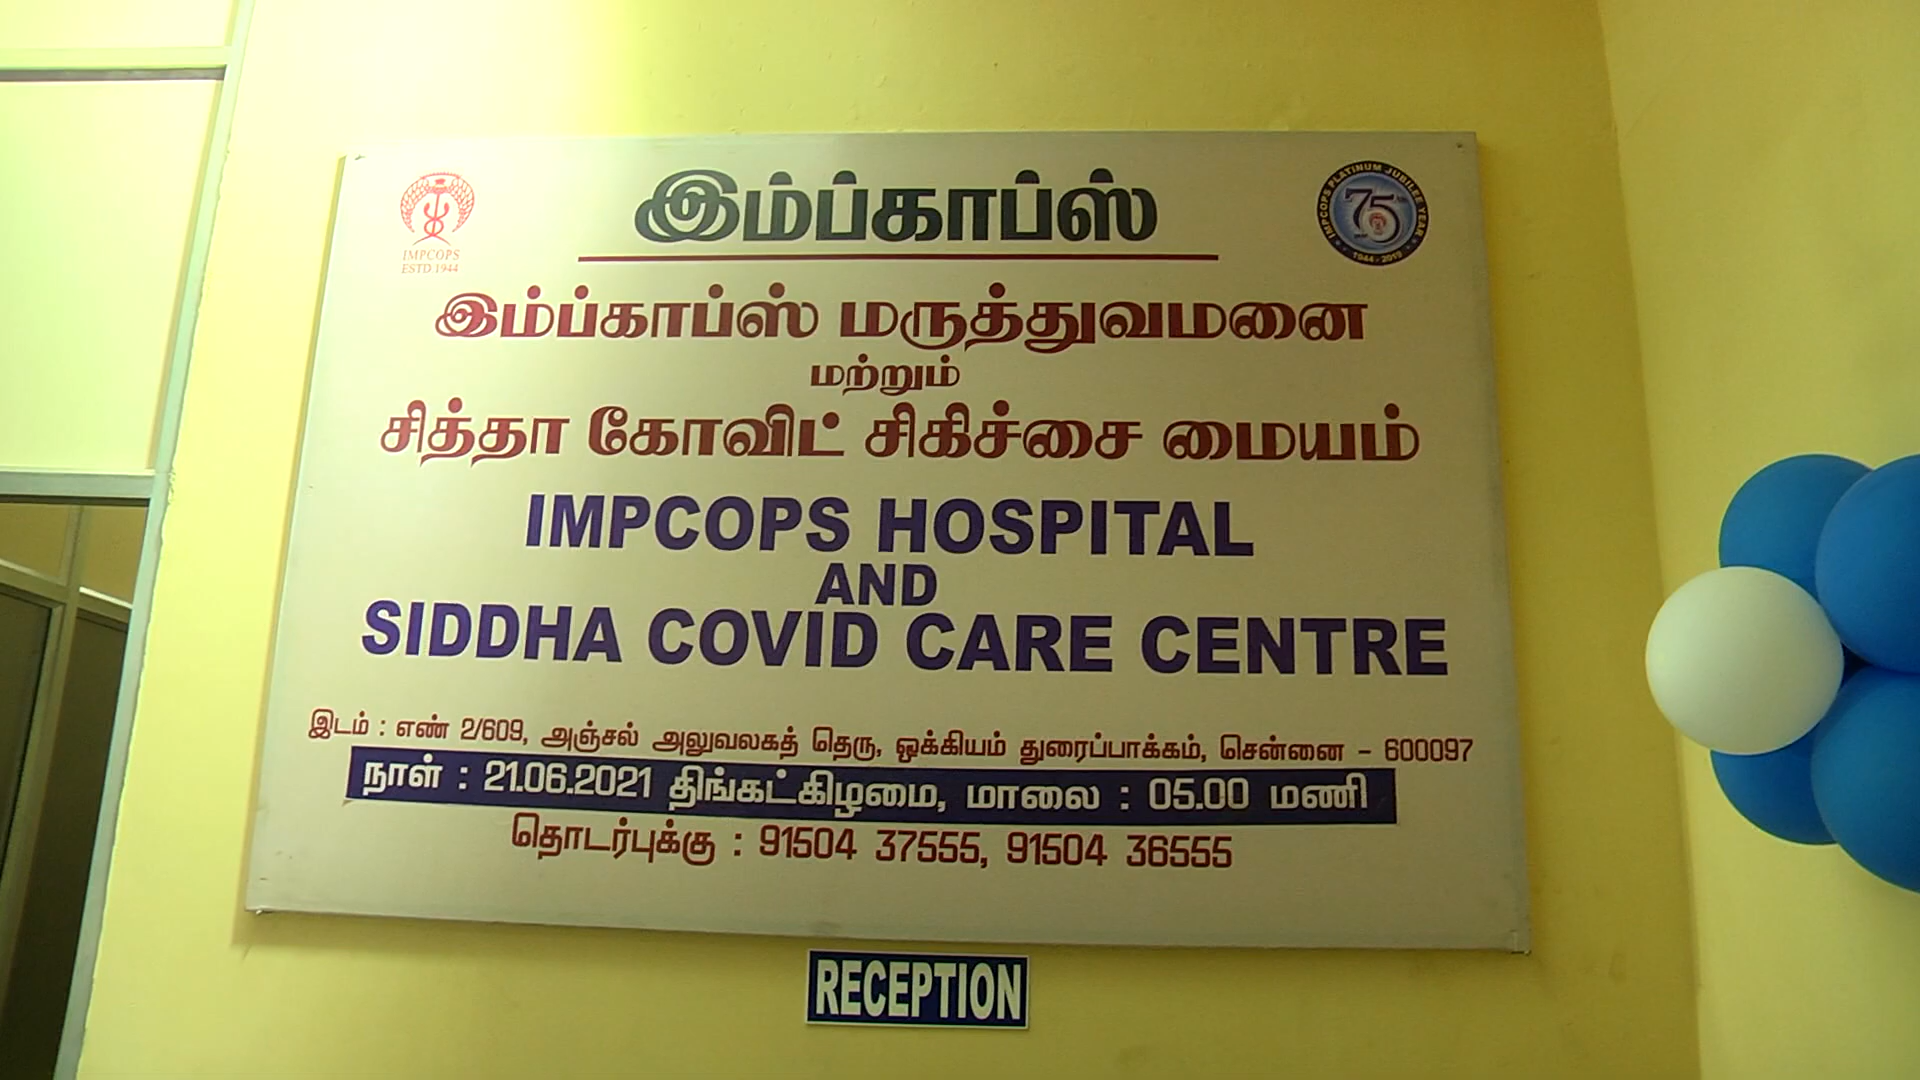 இம்ப்காப்ஸ்
IMPCOPS
ESTD 1944
IMPCOPS PLATINUM JUBILEE YEAR
75
1944 - 2019
இம்ப்காப்ஸ் மருத்துவமனை
மற்றும்
சித்தா கோவிட் சிகிச்சை மையம்
IMPCOPS HOSPITAL
AND
SIDDHA COVID CARE CENTRE
இடம் : எண் 2/609, அஞ்சல் அலுவலகத் தெரு, ஒக்கியம் துரைப்பாக்கம், சென்னை - 600097
நாள் : 21.06.2021 திங்கட்கிழமை, மாலை : 05.00 மணி
தொடர்புக்கு : 91504 37555, 91504 36555
RECEPTION